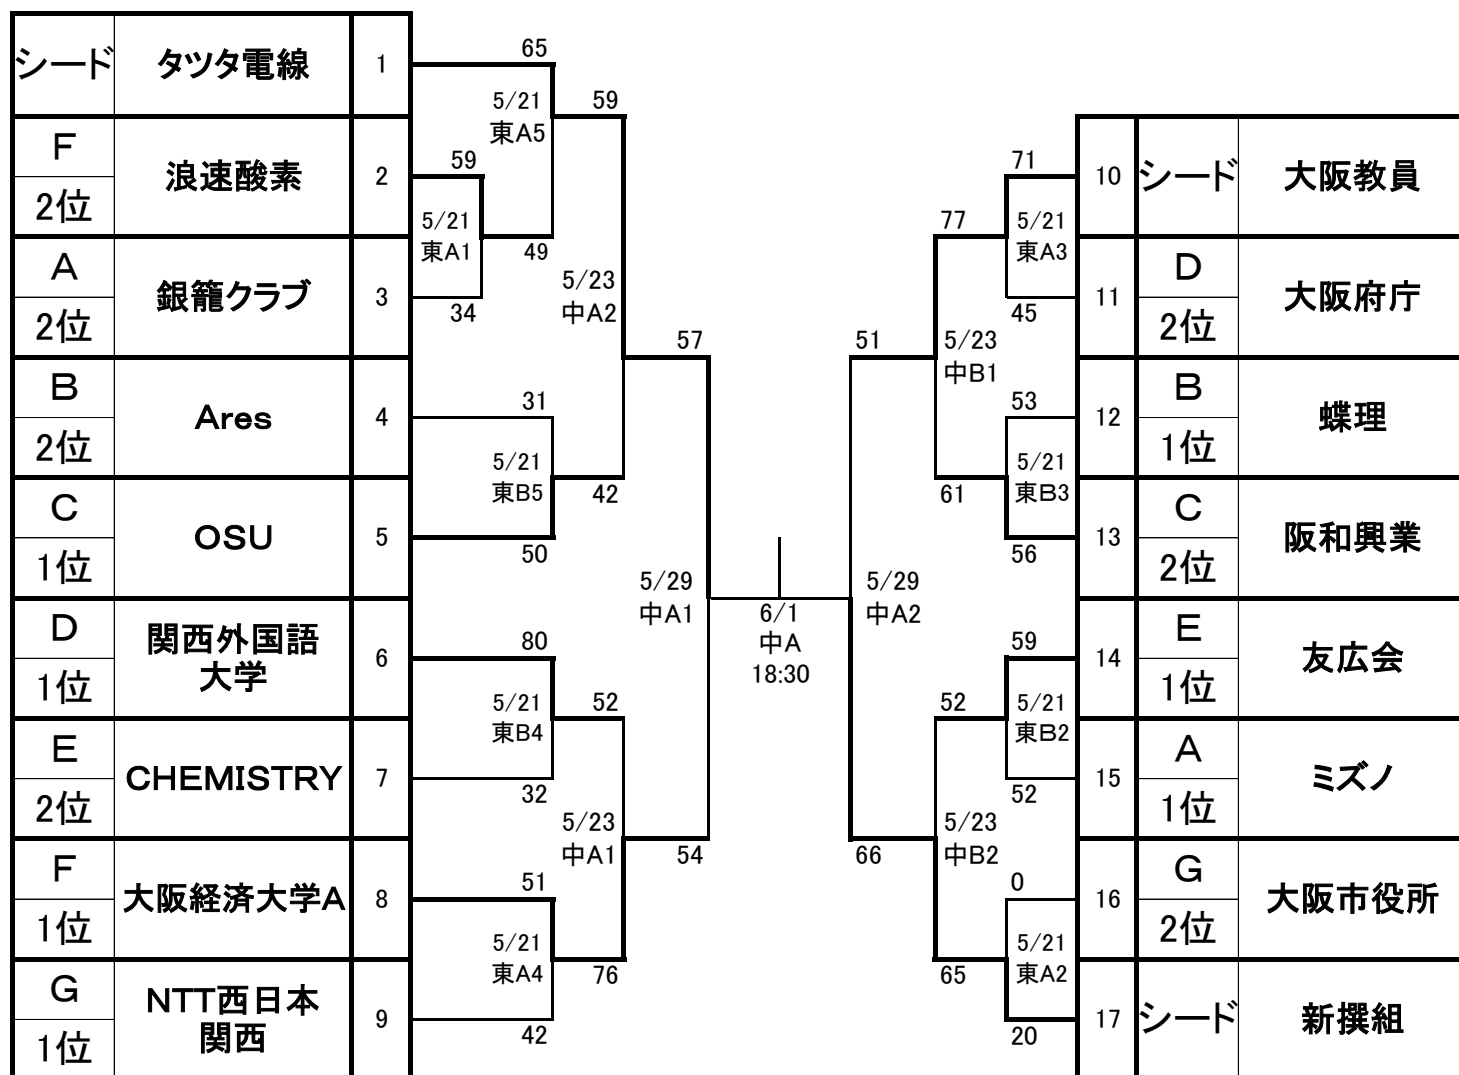 シード タツタ電線 1
F 2位 浪速酸素 2
A 2位 銀籠クラブ 3
B 2位 Ares 4
C 1位 OSU 5
D 1位 関西外国語
大学 6
E 2位 CHEMISTRY 7
F 1位 大阪経済大学A 8
G 1位 NTT西日本
関西 9
65
5/21
東A5
59
59
5/21
東A1
49
34
5/23
中A2
57
31
5/21
東B5
42
50
5/29
中A1
80
5/21
東B4
52
32
5/23
中A1
54
51
5/21
東A4
76
42
6/1
中A
18:30
71
77
5/21
東A3
45
51
5/23
中B1
53
5/21
東B3
61
56
5/29
中A2
59
52
5/21
東B2
52
5/23
中B2
66
0
5/21
東A2
65
20
10 シード 大阪教員
11 D 2位 大阪府庁
12 B 1位 蝶理
13 C 2位 阪和興業
14 E 1位 友広会
15 A 1位 ミズノ
16 G 2位 大阪市役所
17 シード 新撰組